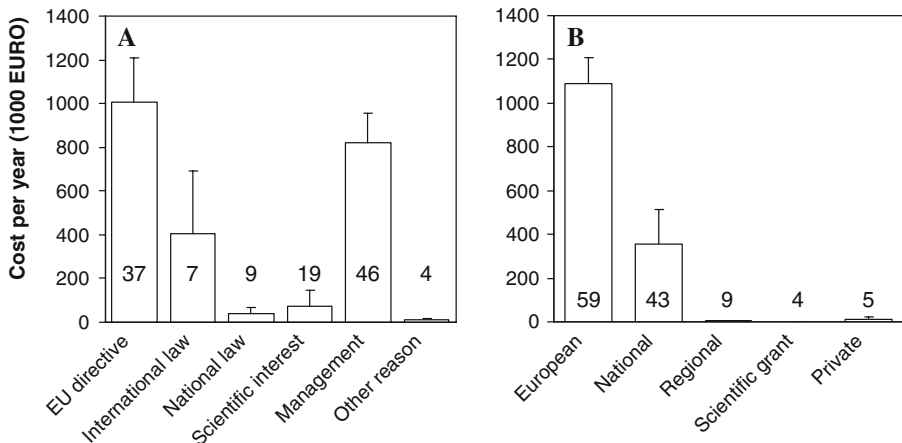 Cost per year (1000 EURO)
A
1400
1200
1000
800
600
400
200
0
37
7
9
19
46
4
EU directive
International law
National law
Scientific interest
Management
Other reason
B
1400
1200
1000
800
600
400
200
0
59
43
9
4
5
European
National
Regional
Scientific grant
Private